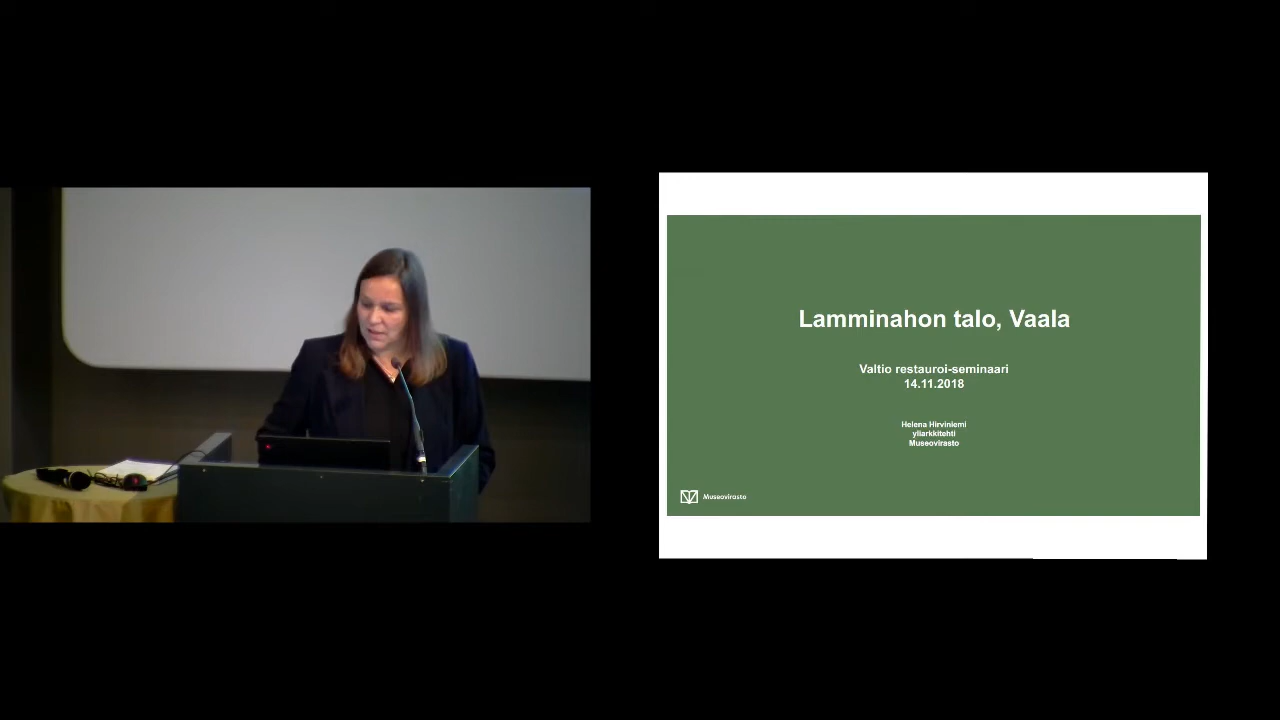 Lamminahon talo, Vaala
Valtio restauroi-seminaari
14.11.2018
Helena Hirviniemi
yliarkkitehti
Museovirasto
Museovirasto